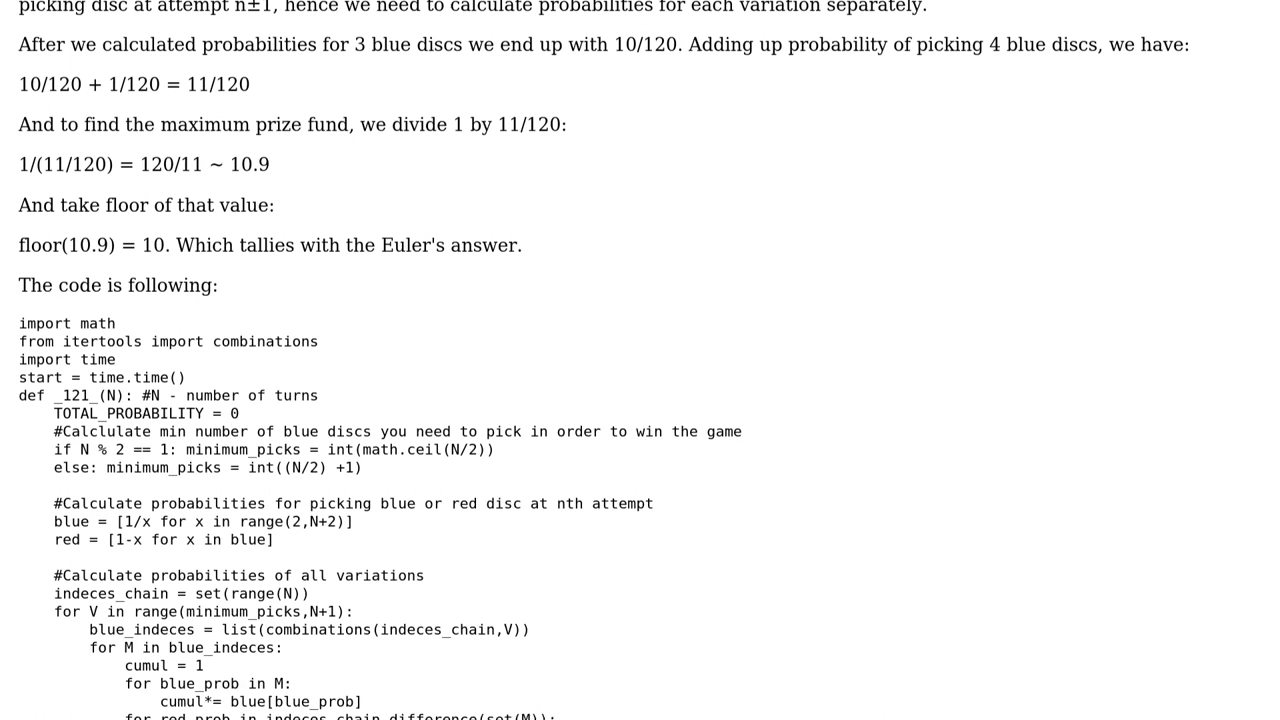 picking disc at attempt n±1, hence we need to calculate probabilities for each variation separately.
After we calculated probabilities for 3 blue discs we end up with 10/120. Adding up probability of picking 4 blue discs, we have:
10/120 + 1/120 = 11/120
And to find the maximum prize fund, we divide 1 by 11/120:
1/(11/120) = 120/11 ~ 10.9
And take floor of that value:
floor(10.9) = 10. Which tallies with the Euler's answer.
The code is following:
import math
from itertools import combinations
import time
start = time.time()
def _121_(N): #N - number of turns
    TOTAL_PROBABILITY = 0
    #Calclulate min number of blue discs you need to pick in order to win the game
    if N % 2 == 1: minimum_picks = int(math.ceil(N/2))
    else: minimum_picks = int((N/2) +1)
    #Calculate probabilities for picking blue or red disc at nth attempt
    blue = [1/x for x in range(2,N+2)]
    red = [1-x for x in blue]
    #Calculate probabilities of all variations
    indeces_chain = set(range(N))
    for V in range(minimum_picks,N+1):
        blue_indeces = list(combinations(indeces_chain,V))
        for M in blue_indeces:
            cumul = 1
            for blue_prob in M:
                cumul*= blue[blue_prob]
            for red_prob in indeces_chain.difference(set(M)):